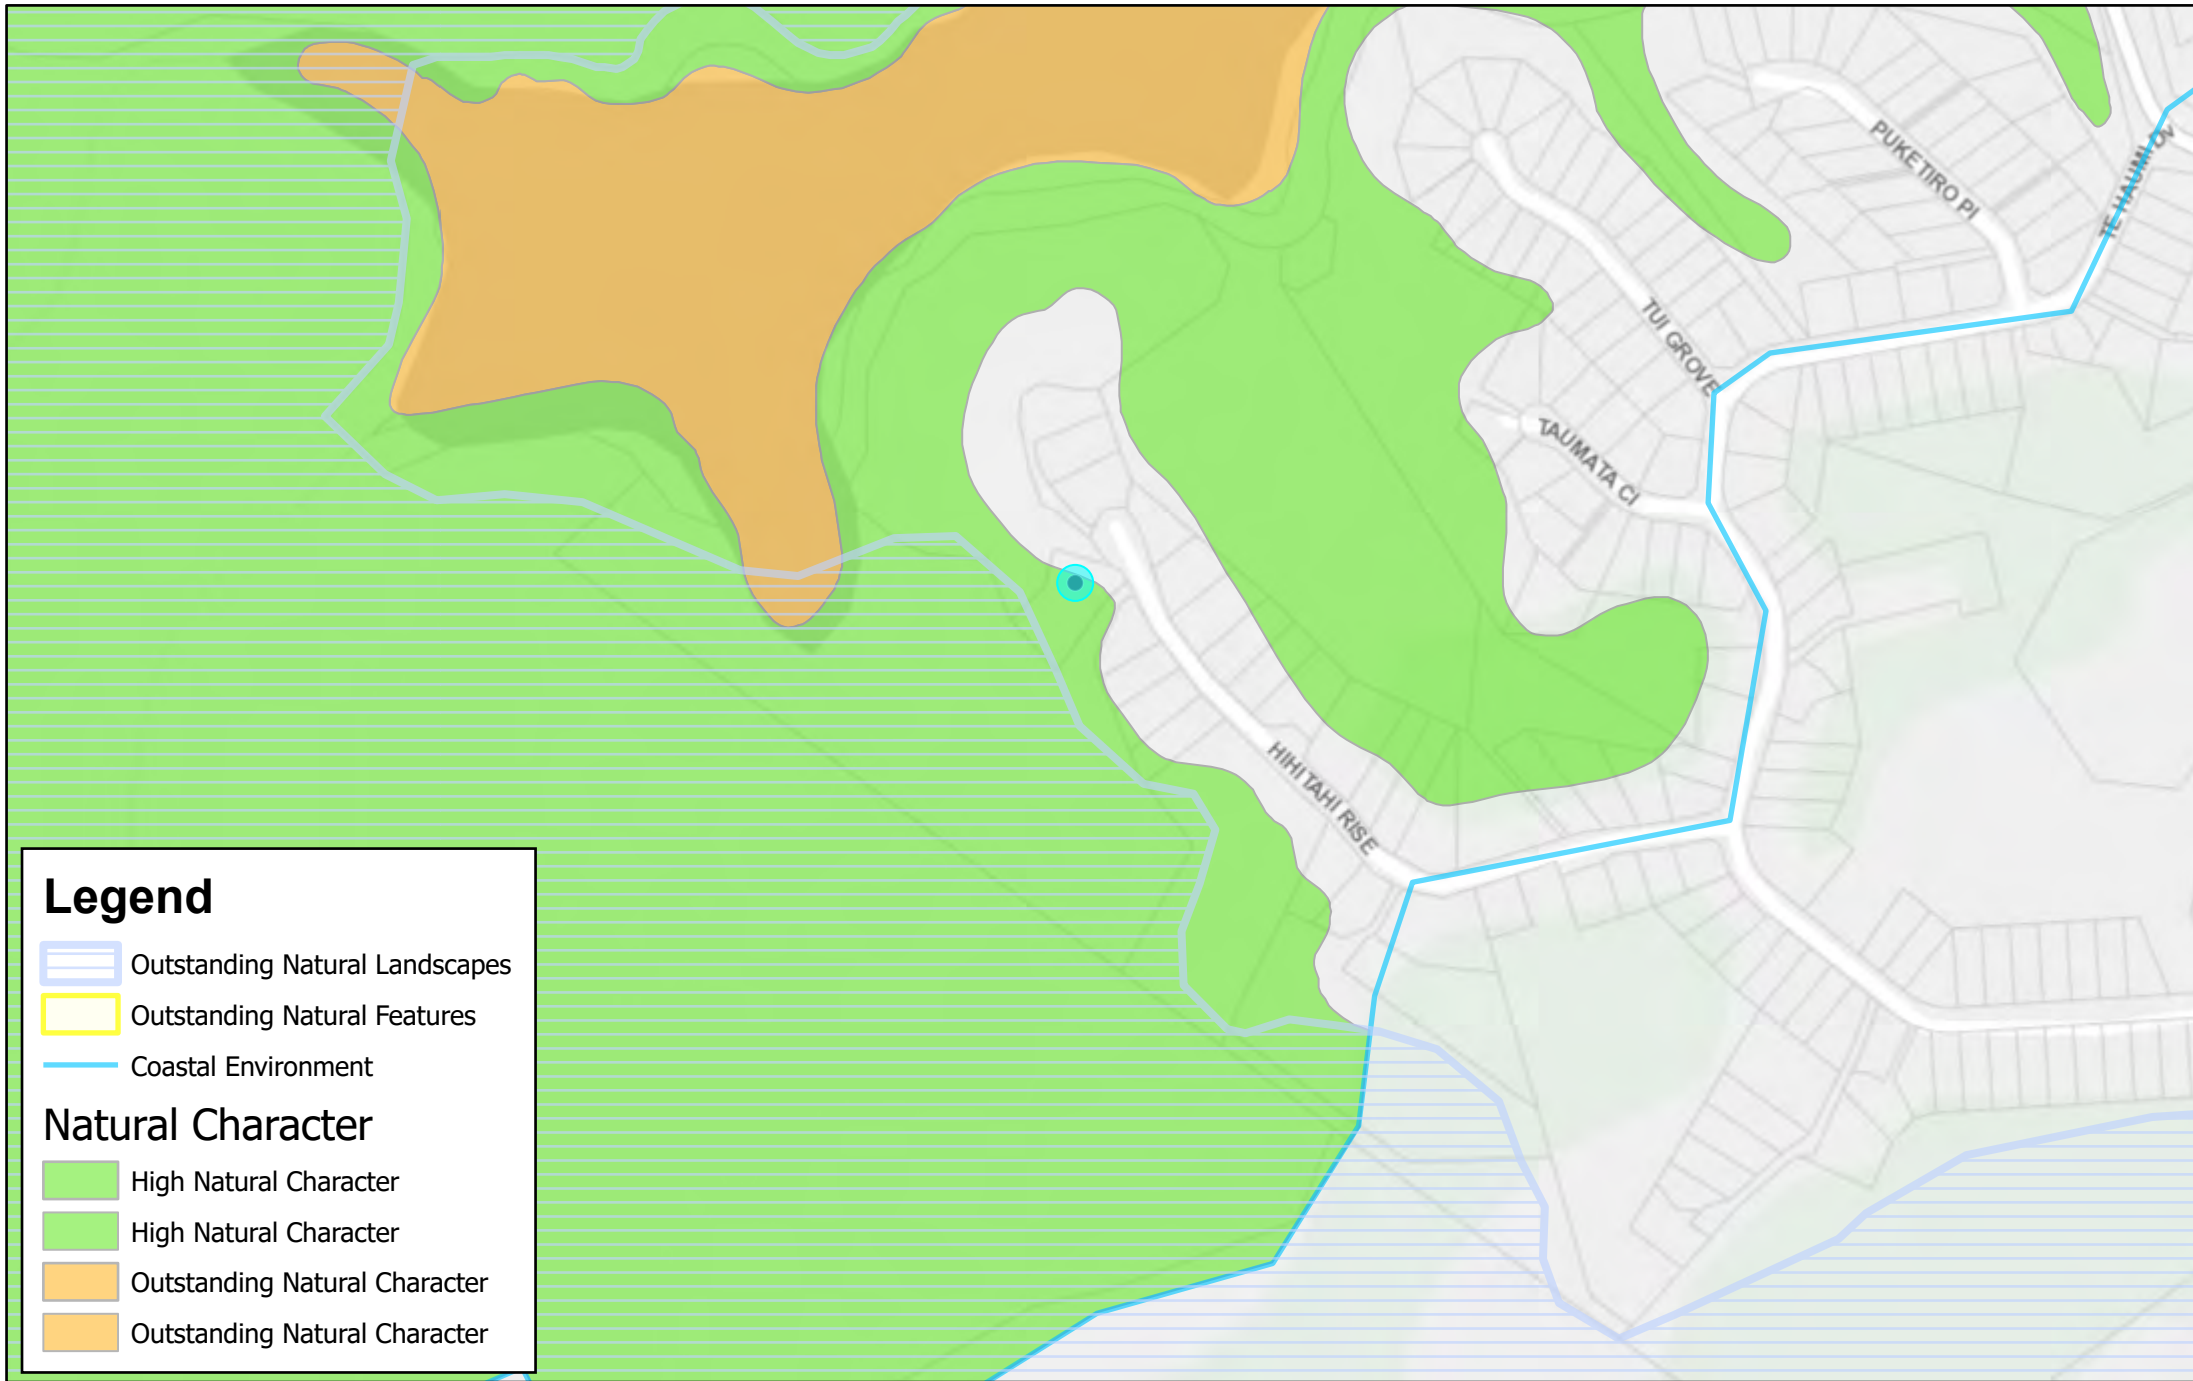 PUKETIRO Pl
TE HAUMI Dv
TUI GROVE
TAUMATA Cl
HIHITAHI RISE
Legend
Outstanding Natural Landscapes
Outstanding Natural Features
Coastal Environment
Natural Character
High Natural Character
High Natural Character
Outstanding Natural Character
Outstanding Natural Character